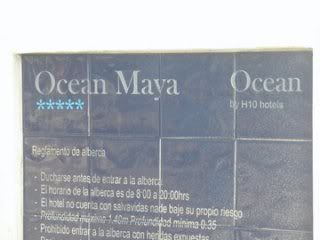 Ocean Maya
*****
Ocean
by H10 hotels
Reglamento de alberca
- Ducharse antes de entrar a la alberca
- El horario de la alberca es de 8:00 a 20:00hrs
- El hotel no cuenta con salvavidas nade bajo su propio riesgo
- Profundidad máxima 1.40m Profundidad mínima 0.35
- Prohibido entrar a la alberca con heridas expuestas